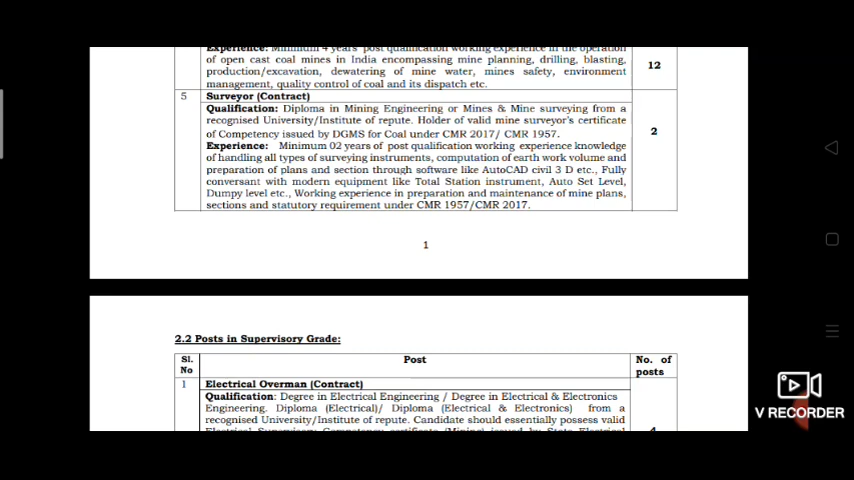 Experience: Minimum 4 years' post qualification working experience in the operation
of open cast coal mines in India encompassing mine planning, drilling, blasting,
production/excavation, dewatering of mine water, mines safety, environment
management, quality control of coal and its dispatch etc.
12
5 Surveyor (Contract)
Qualification: Diploma in Mining Engineering or Mines & Mine surveying from a
recognised University/Institute of repute. Holder of valid mine surveyor's certificate
of Competency issued by DGMS for Coal under CMR 2017/ CMR 1957.
2
Experience: Minimum 02 years of post qualification working experience knowledge
of handling all types of surveying instruments, computation of earth work volume and
preparation of plans and section through software like AutoCAD civil 3 D etc., Fully
conversant with modern equipment like Total Station instrument, Auto Set Level,
Dumpy level etc., Working experience in preparation and maintenance of mine plans,
sections and statutory requirement under CMR 1957/CMR 2017.
1
2.2 Posts in Supervisory Grade:
Sl. No Post No. of posts
1 Electrical Overman (Contract)
Qualification: Degree in Electrical Engineering / Degree in Electrical & Electronics
Engineering. Diploma (Electrical)/ Diploma (Electrical & Electronics) from a
recognised University/Institute of repute. Candidate should essentially possess valid
Electrical Supervisory Competency certificate (Mining) issued by State Electrical
4
V RECORDER